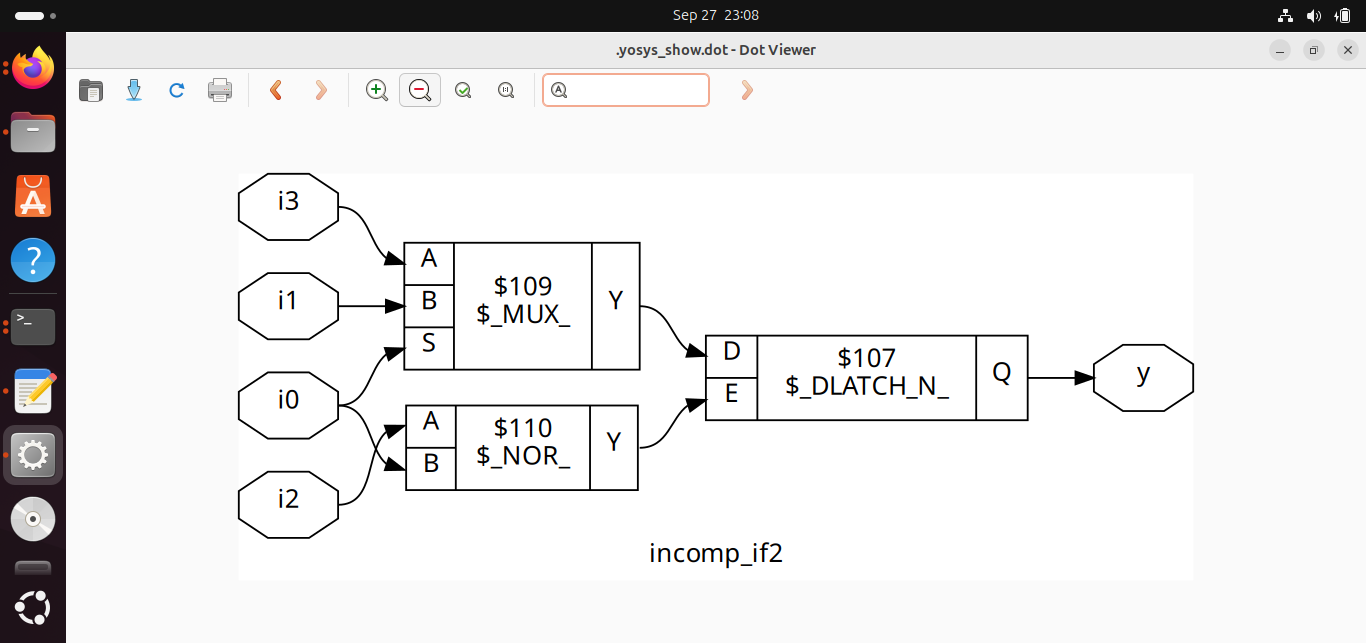 Sep 27 23:08
.yosys_show.dot - Dot Viewer
i3
i1
i0
i2
A
B
S
$109
$_MUX_
Y
A
B
$110
$_NOR_
Y
D
E
$107
$_DLATCH_N_
Q
y
incomp_if2